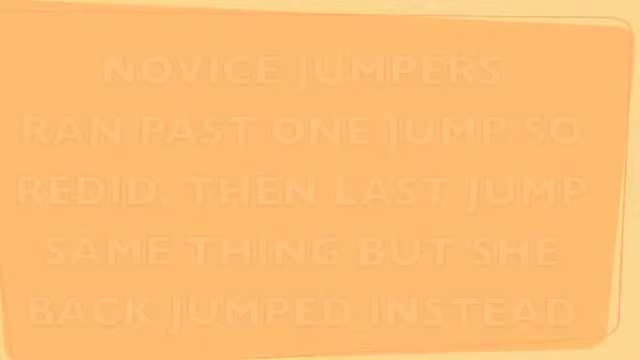 NOVICE JUMPERS
RAN PAST ONE JUMP SO
REDID. THEN LAST JUMP
SAME THING BUT SHE
BACK JUMPED INSTEAD